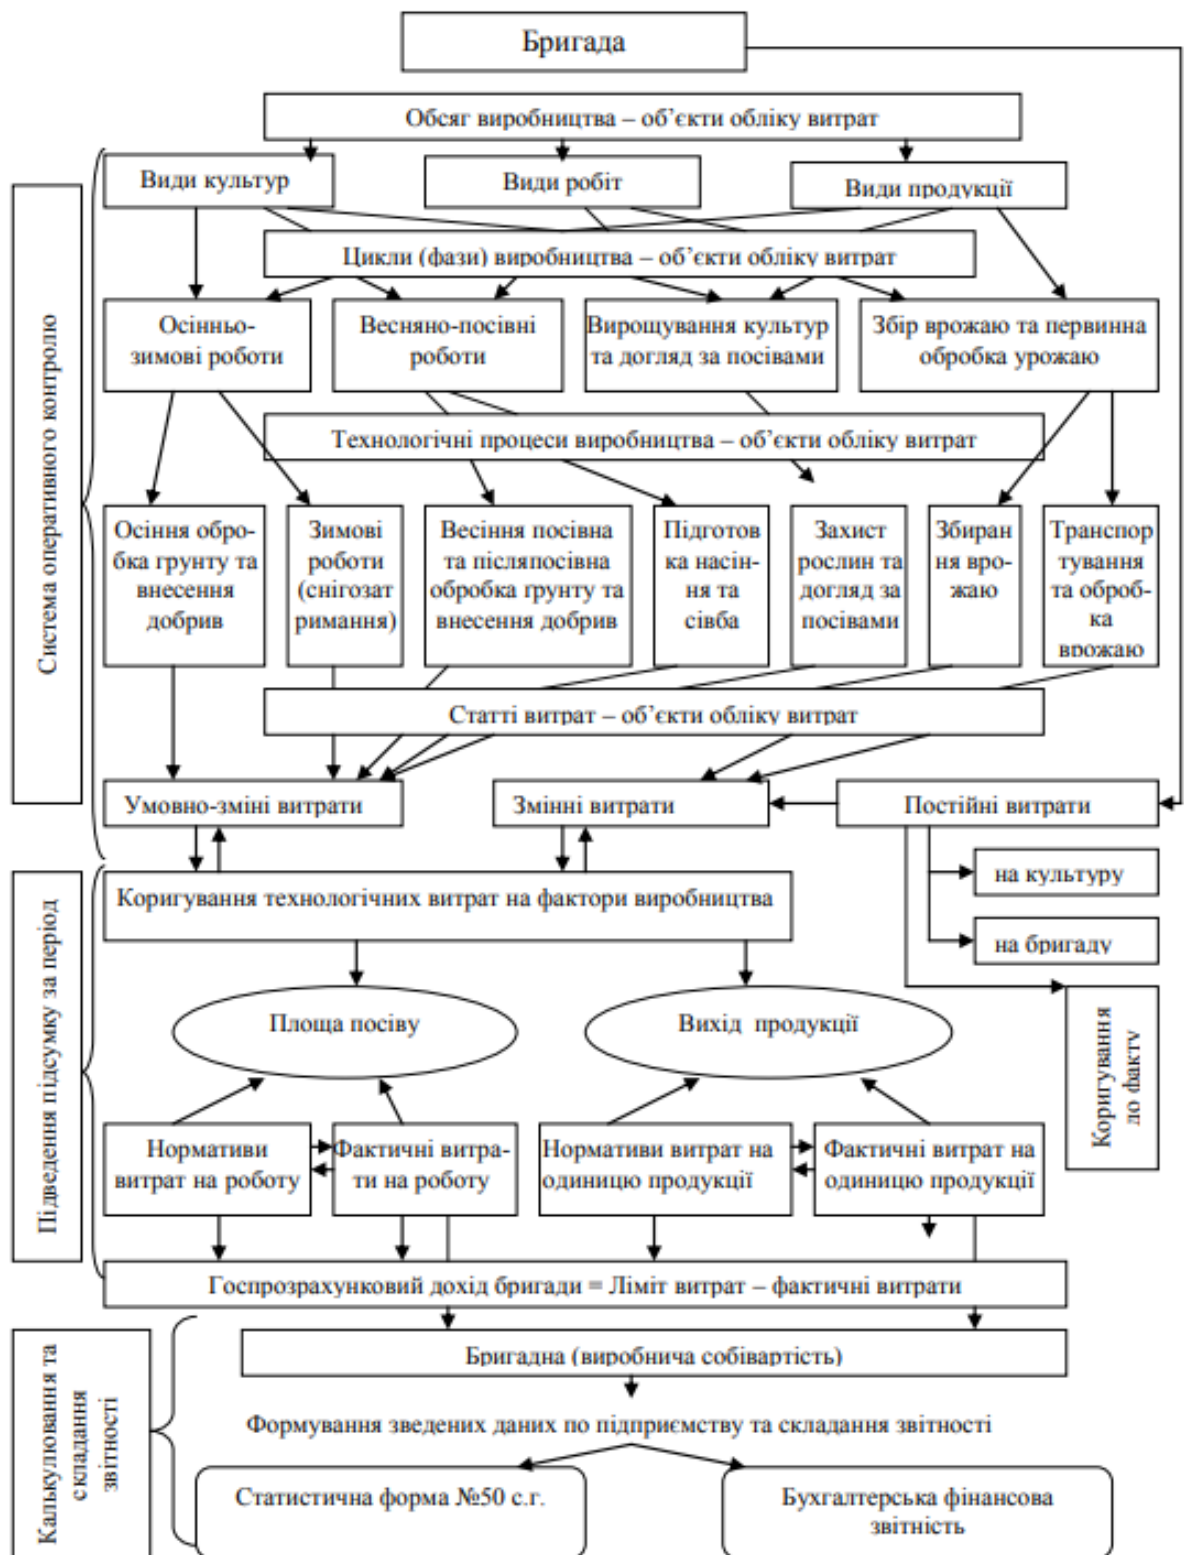 Бригада
Обсяг виробництва – об’єкти обліку витрат
Види культур
Види робіт
Види продукції
Цикли (фази) виробництва – об’єкти обліку витрат
Осінньо-
зимові роботи
Весняно-посівні
роботи
Вирощування культур
та догляд за посівами
Збір врожаю та первинна
обробка урожаю
Технологічні процеси виробництва – об’єкти обліку витрат
Осіння обро-
бка грунту та
внесення
добрив
Зимові
роботи
(снігозат
римання)
Весіння посівна
та післяпосівна
обробка грунту та
внесення добрив
Підготов
ка насін-
ня та
сівба
Захист
рослин та
догляд за
посівами
Збиран
ня вро-
жаю
Транспор
тування
та оброб-
ка
врожаю
Статті витрат – об’єкти обліку витрат
Умовно-зміні витрати
Змінні витрати
Постійні витрати
Система оперативного контролю
на культуру
на бригаду
Коригування
до факту
Коригування технологічних витрат на фактори виробництва
Площа посіву
Вихід продукції
Нормативи
витрат на роботу
Фактичні витра-
ти на роботу
Нормативи витрат на
одиницю продукції
Фактичні витрат на
одиницю продукції
Підведення підсумку за період
Госпрозрахунковий дохід бригади = Ліміт витрат – фактичні витрати
Бригадна (виробнича собівартість)
Формування зведених даних по підприємству та складання звітності
Статистична форма №50 с.г.
Бухгалтерська фінансова
звітність
Калькулювання та
складання
звітності